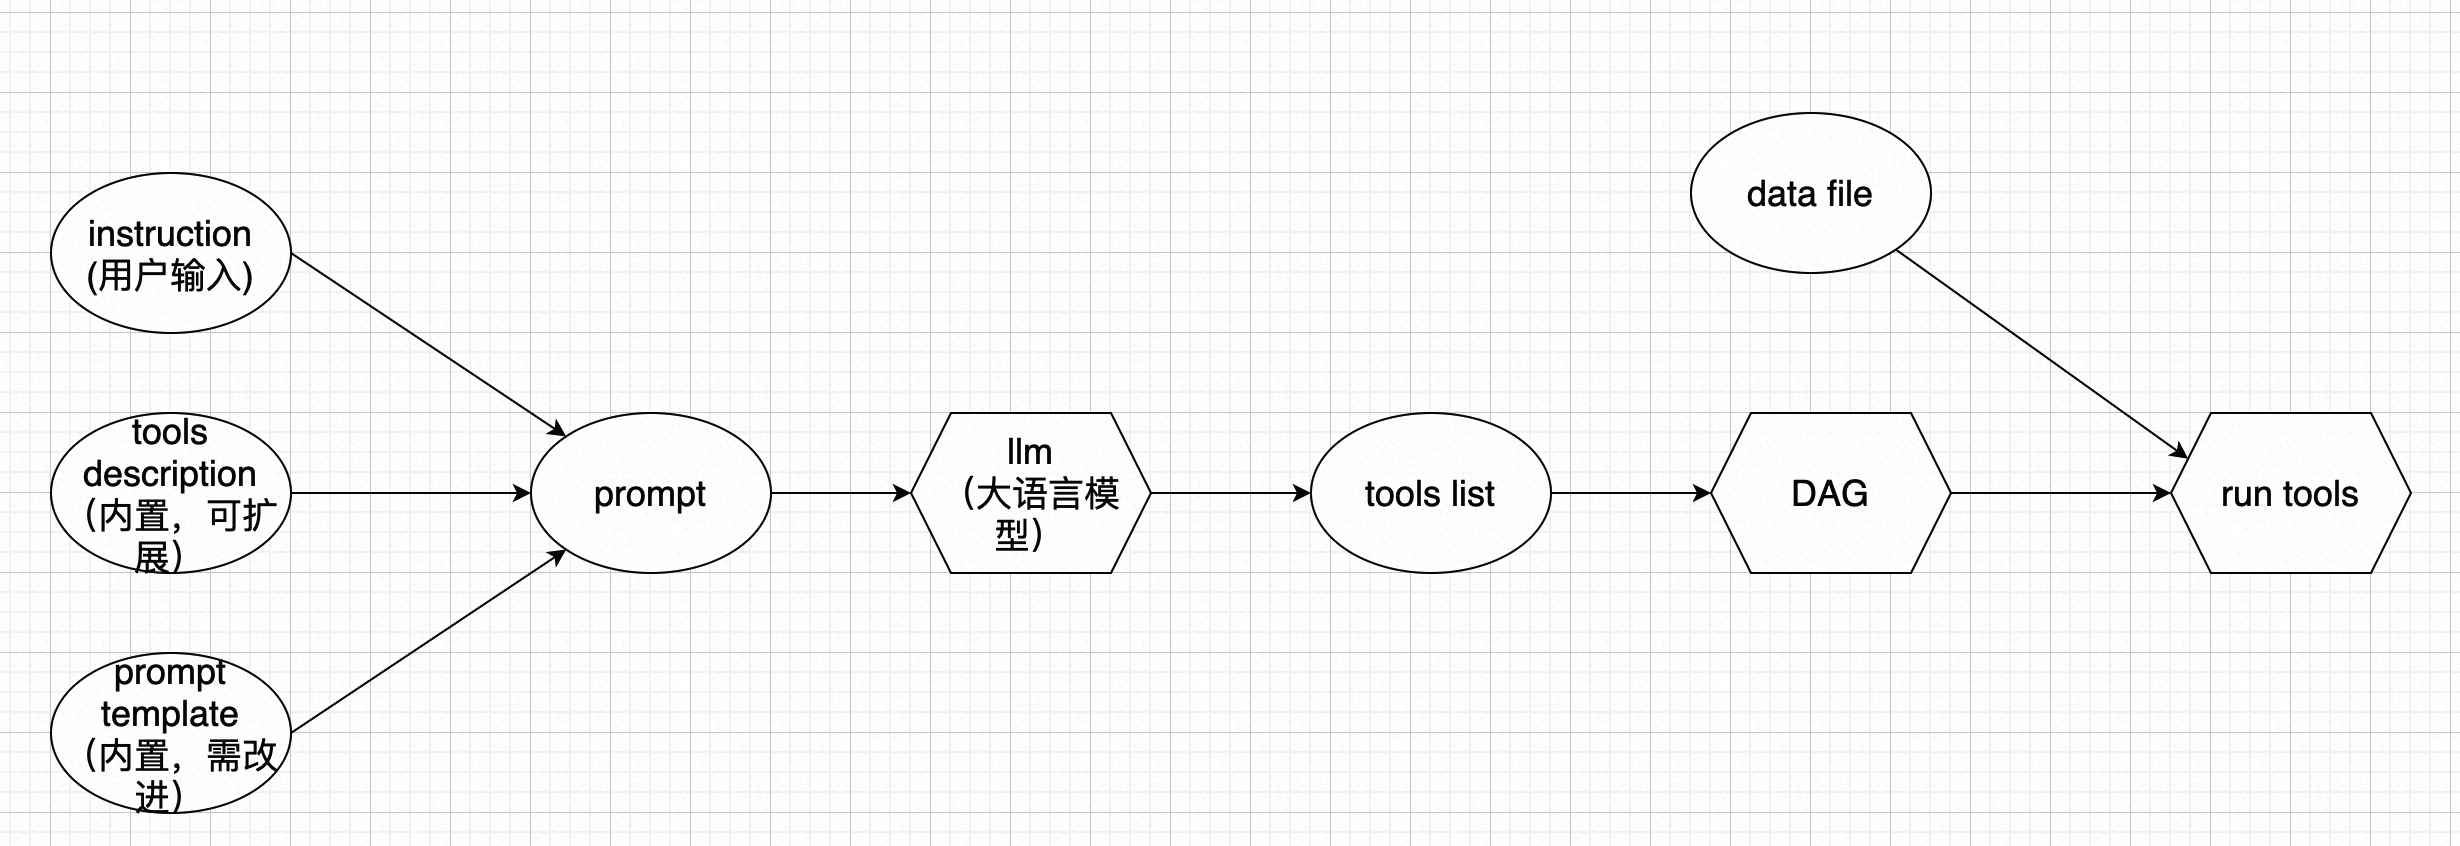 data file
instruction
(用户输入)
tools
description
（内置，可扩
展）
prompt
llm
（大语言模
型）
tools list
DAG
run tools
prompt
template
（内置，需改
进）